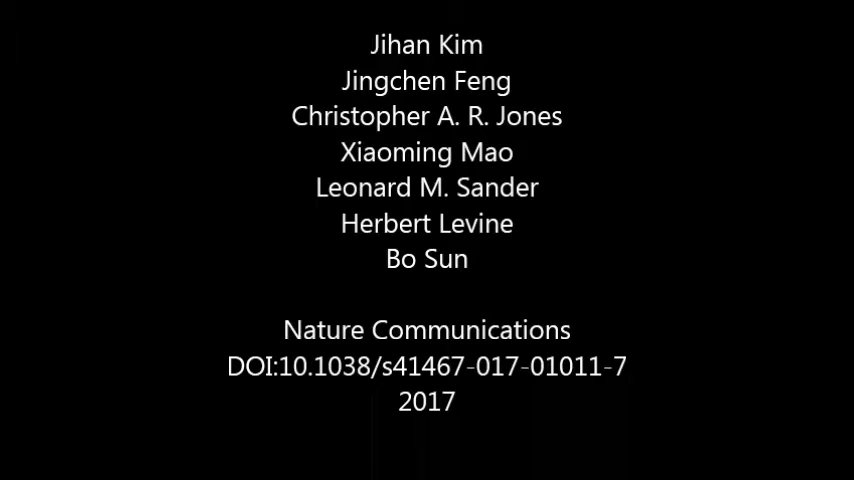 Jihan Kim
Jingchen Feng
Christopher A. R. Jones
Xiaoming Mao
Leonard M. Sander
Herbert Levine
Bo Sun
Nature Communications
DOI:10.1038/s41467-017-01011-7
2017